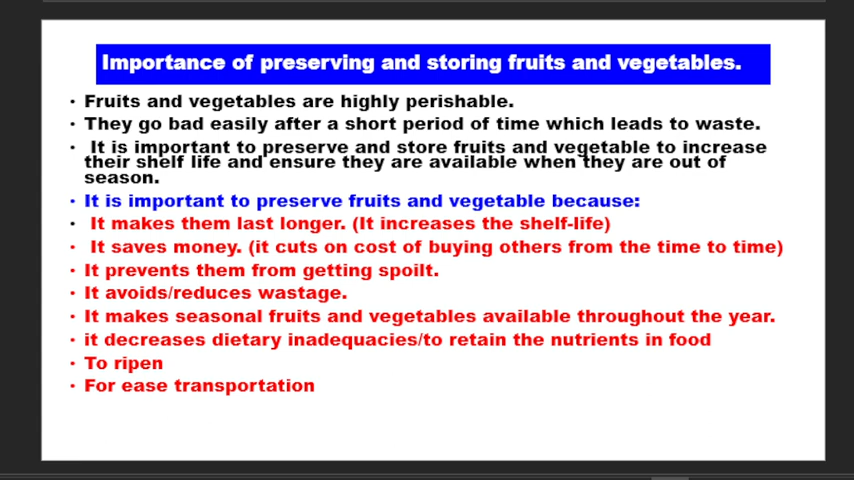 Importance of preserving and storing fruits and vegetables.
• Fruits and vegetables are highly perishable.
• They go bad easily after a short period of time which leads to waste.
• It is important to preserve and store fruits and vegetable to increase
their shelf life and ensure they are available when they are out of
season.
• It is important to preserve fruits and vegetable because:
• It makes them last longer. (It increases the shelf-life)
• It saves money. (it cuts on cost of buying others from the time to time)
• It prevents them from getting spoilt.
• It avoids/reduces wastage.
• It makes seasonal fruits and vegetables available throughout the year.
• it decreases dietary inadequacies/to retain the nutrients in food
• To ripen
• For ease transportation